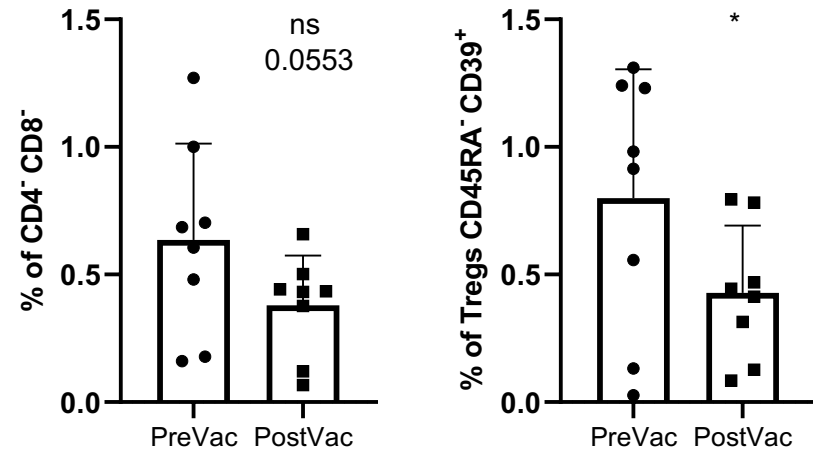 % of CD4⁻ CD8⁻
1.5
1.0
0.5
0.0
ns
0.0553
PreVac PostVac
% of Tregs CD45RA⁻ CD39⁺
1.5
1.0
0.5
0.0
*
PreVac PostVac